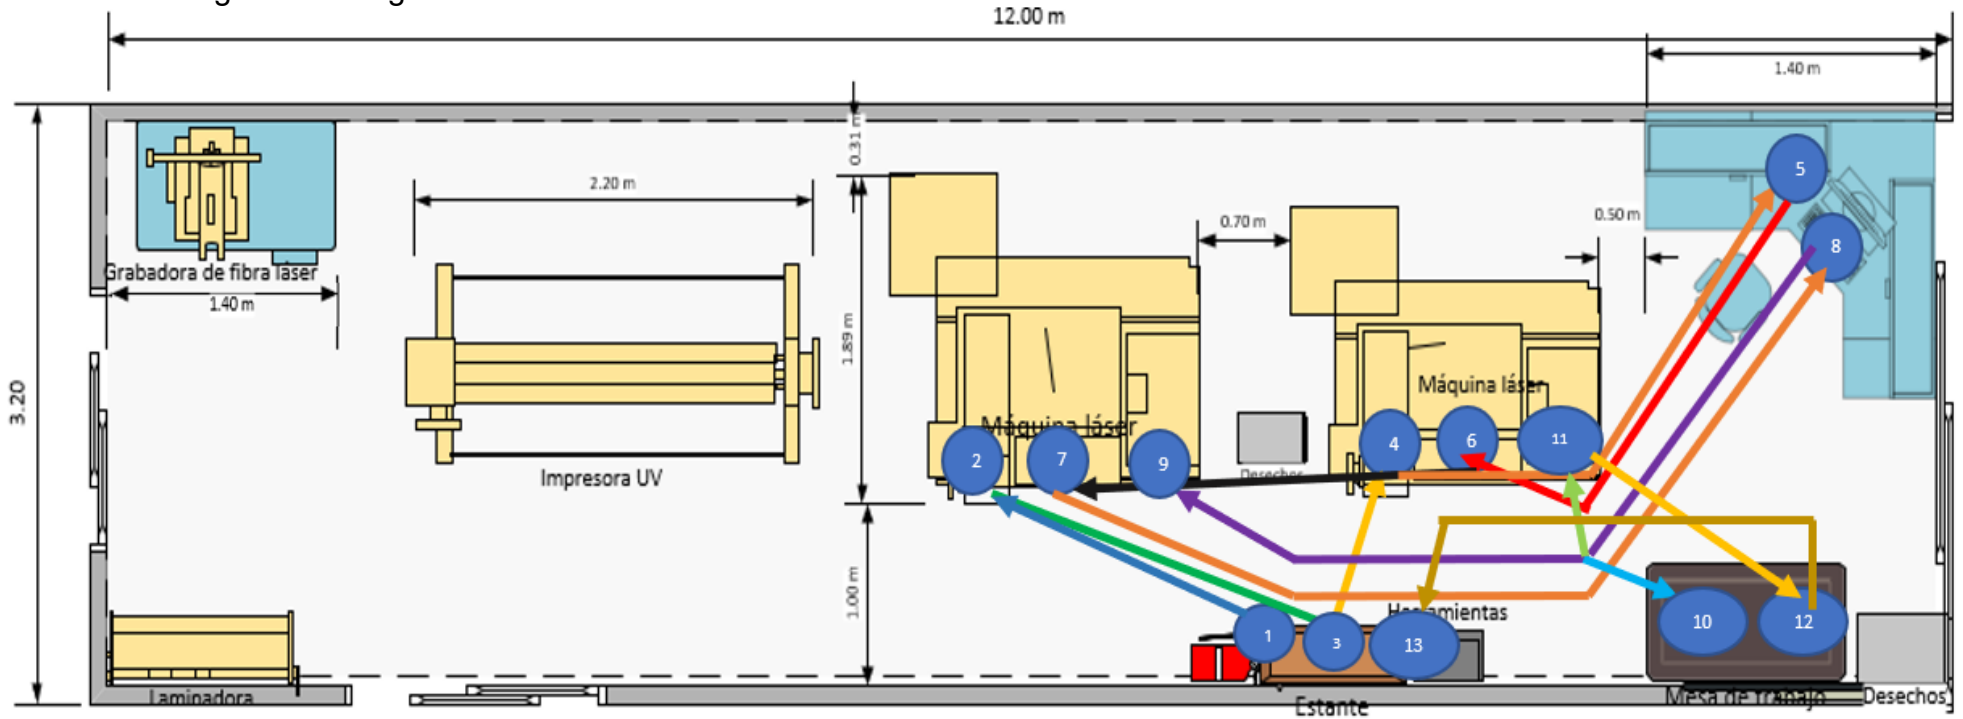 12.00 m
1.40 m
0.31 m
2.20 m
0.50 m
0.70 m
5
8
Grabadora de fibra láser
1.40 m
1.89 m
3.20
Máquina láser
Máquina láser
2
7
9
4
6
11
Desechos
Impresora UV
1.00 m
Herramientas
1
3
13
10
12
Laminadora
Estante
Mesa de trabajo
Desechos